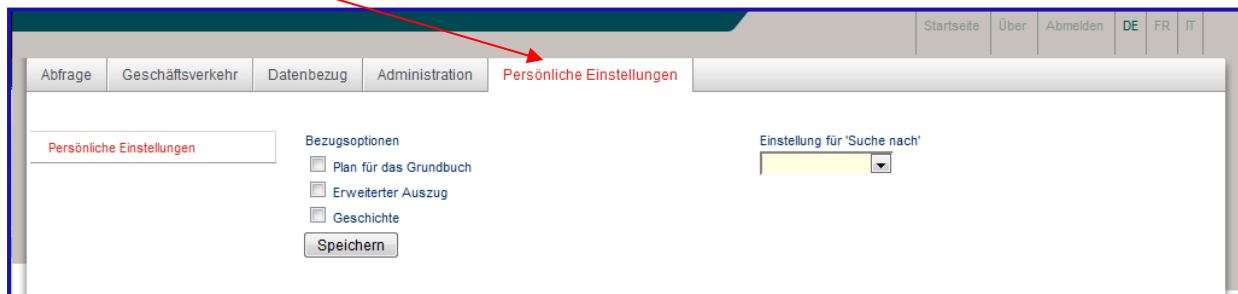 Startseite Über Abmelden DE FR IT
Abfrage Geschäftsverkehr Datenbezug Administration Persönliche Einstellungen
Persönliche Einstellungen
Bezugsoptionen
Plan für das Grundbuch
Erweiterter Auszug
Geschichte
Speichern
Einstellung für 'Suche nach'